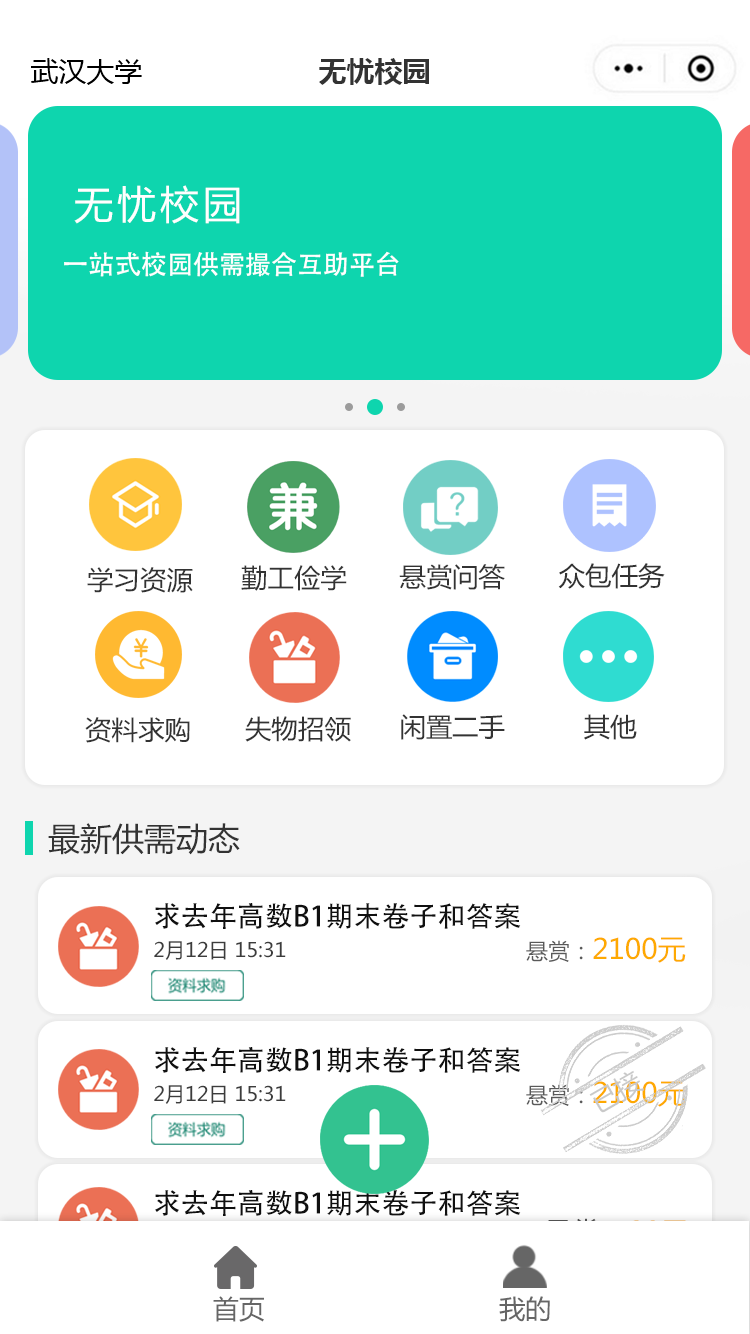 武汉大学
无忧校园
无忧校园
一站式校园供需撮合互助平台
兼
?
学习资源
勤工俭学
悬赏问答
众包任务
¥
资料求购
失物招领
闲置二手
其他
最新供需动态
求去年高数B1期末卷子和答案
2月12日 15:31
悬赏：2100元
资料求购
求去年高数B1期末卷子和答案
2月12日 15:31
悬赏：2100元
资料求购
求去年高数B1期末卷子和答案
首页
我的